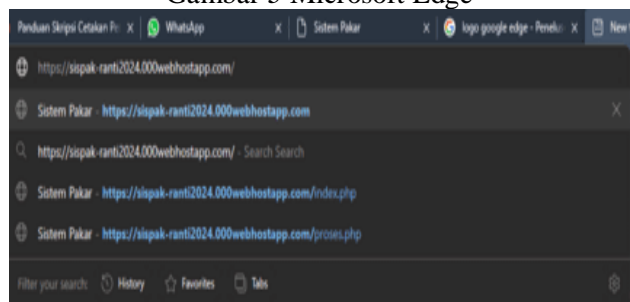 Gambar 5 Microsoft Edge
Panduan Skripsi Cetakan Pe X WhatsApp X Sistem Pakar X logo google edge - Penelus X New t
https://sispak-ranti2024.000webhostapp.com/
Sistem Pakar - https://sispak-ranti2024.000webhostapp.com X
https://sispak-ranti2024.000webhostapp.com/ - Search Search
Sistem Pakar - https://sispak-ranti2024.000webhostapp.com/index.php
Sistem Pakar - https://sispak-ranti2024.000webhostapp.com/proses.php
Filter your search: History Favorites Tabs